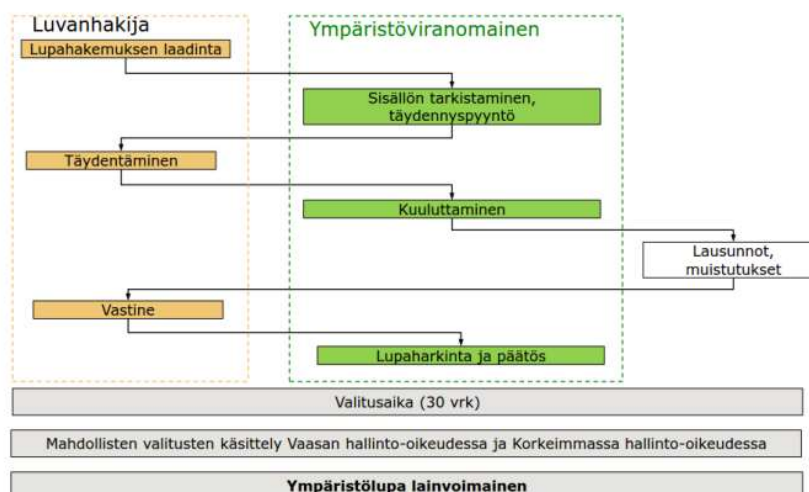 Luvanhakija
Ympäristöviranomainen
Lupahakemuksen laadinta
Sisällön tarkistaminen,
täydennyspyyntö
Täydentäminen
Kuuluttaminen
Lausunnot,
muistutukset
Vastine
Lupaharkinta ja päätös
Valitusaika (30 vrk)
Mahdollisten valitusten käsittely Vaasan hallinto-oikeudessa ja Korkeimmassa hallinto-oikeudessa
Ympäristölupa lainvoimainen